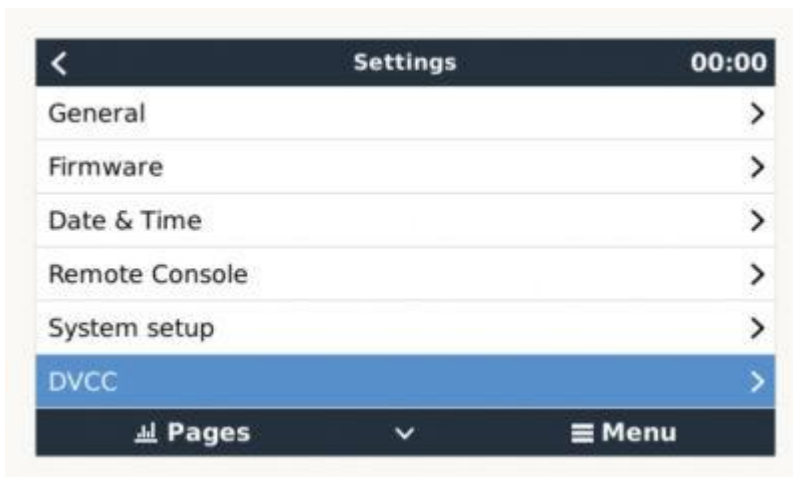 Settings 00:00
General
Firmware
Date & Time
Remote Console
System setup
DVCC
Pages Menu